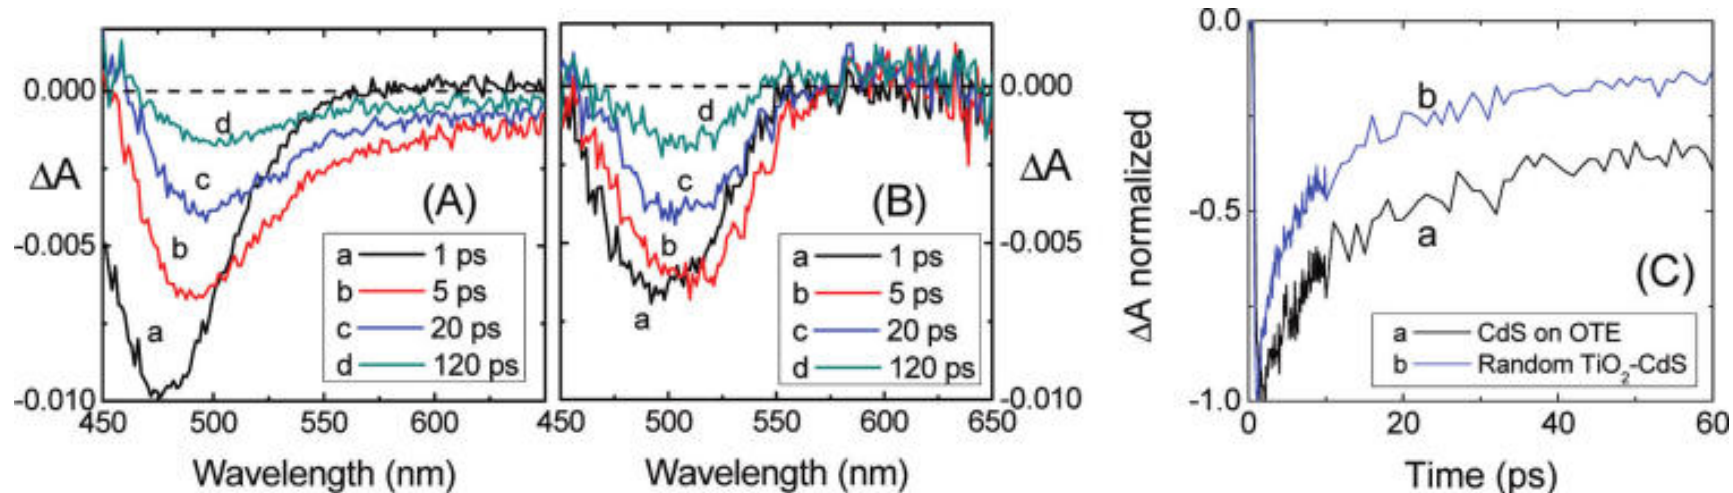 0.000
-0.005
-0.010
ΔA
450
500
550
600
450
Wavelength (nm)
(A)
a
b
c
d
a 1 ps
b 5 ps
c 20 ps
d 120 ps
0.000
-0.005
-0.010
ΔA
500
550
600
650
Wavelength (nm)
(B)
a
b
c
d
a 1 ps
b 5 ps
c 20 ps
d 120 ps
0.0
-0.5
-1.0
ΔA normalized
0
20
40
60
Time (ps)
(C)
b
a
a CdS on OTE
b Random TiO₂-CdS